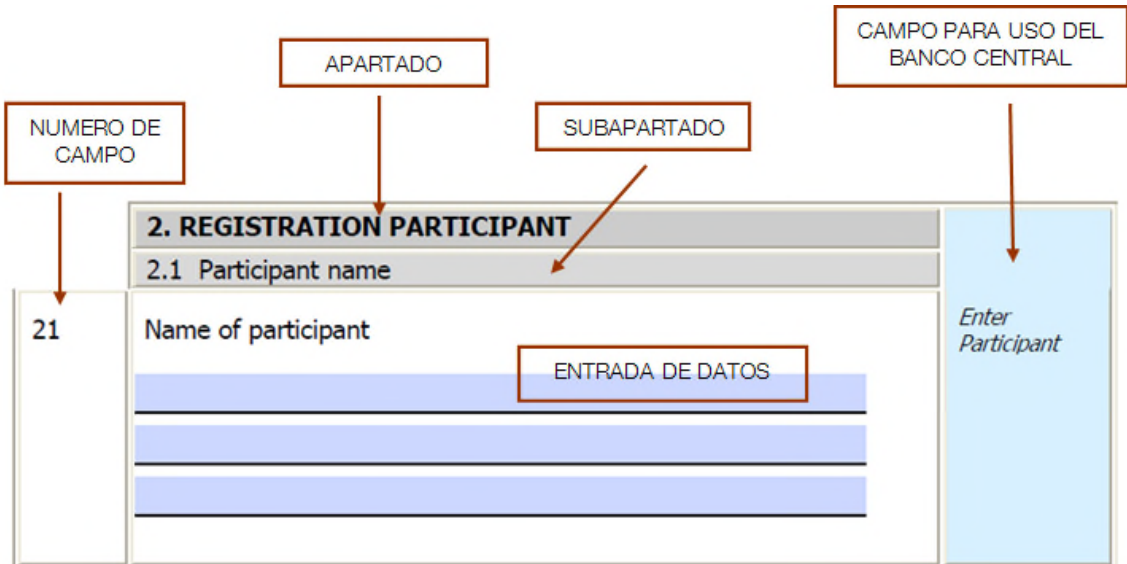 CAMPO PARA USO DEL
BANCO CENTRAL
APARTADO
NUMERO DE
CAMPO
SUBAPARTADO
2. REGISTRATION PARTICIPANT
2.1 Participant name
21
Name of participant
Enter
Participant
ENTRADA DE DATOS